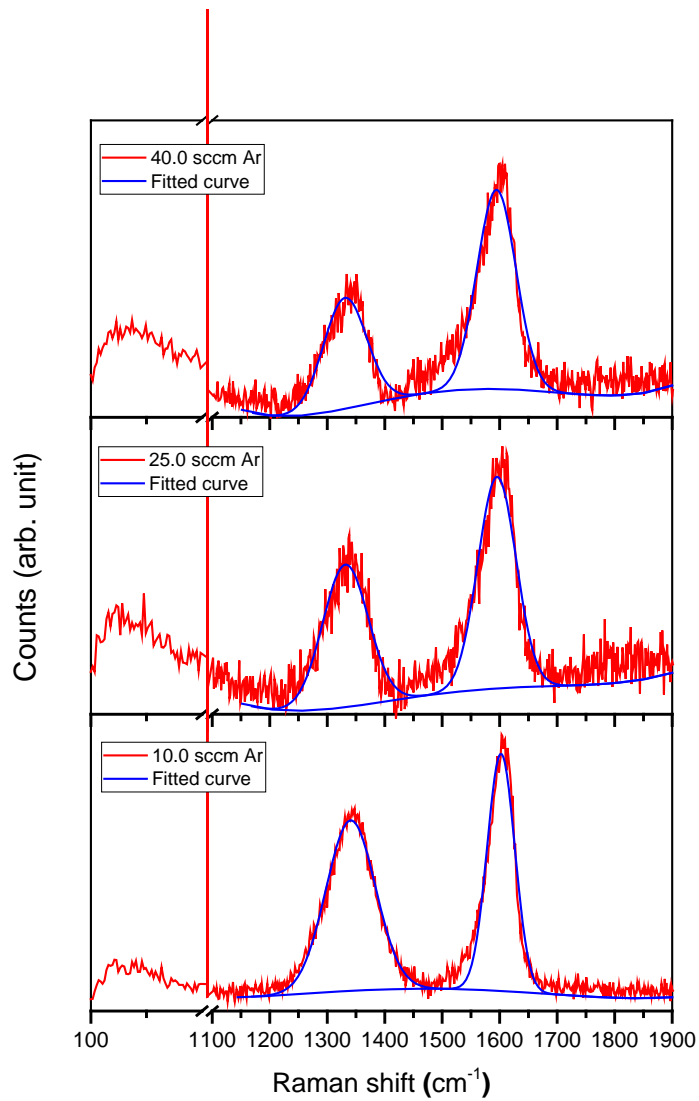 40.0 sccm Ar
Fitted curve
25.0 sccm Ar
Fitted curve
10.0 sccm Ar
Fitted curve
Counts (arb. unit)
100 1100 1200 1300 1400 1500 1600 1700 1800 1900
Raman shift (cm⁻¹)